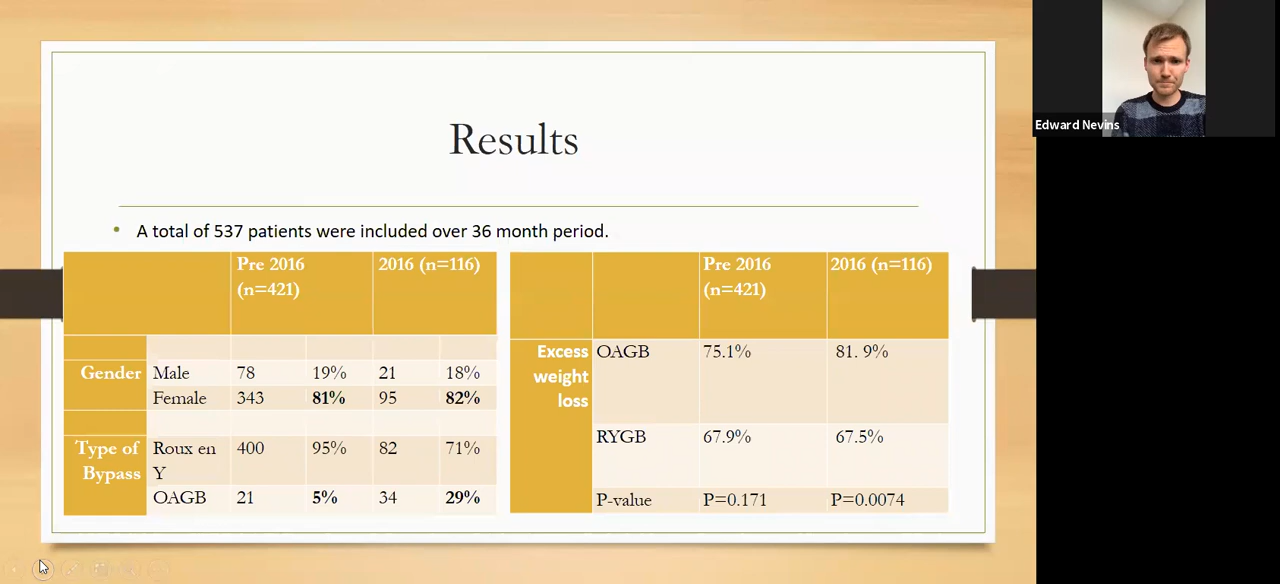 Results
• A total of 537 patients were included over 36 month period.
Pre 2016 (n=421) 2016 (n=116)
Gender Male 78 19% 21 18%
Female 343 81% 95 82%
Type of Bypass Roux en Y 400 95% 82 71%
OAGB 21 5% 34 29%
Pre 2016 (n=421) 2016 (n=116)
Excess weight loss OAGB 75.1% 81. 9%
RYGB 67.9% 67.5%
P-value P=0.171 P=0.0074
Edward Nevins